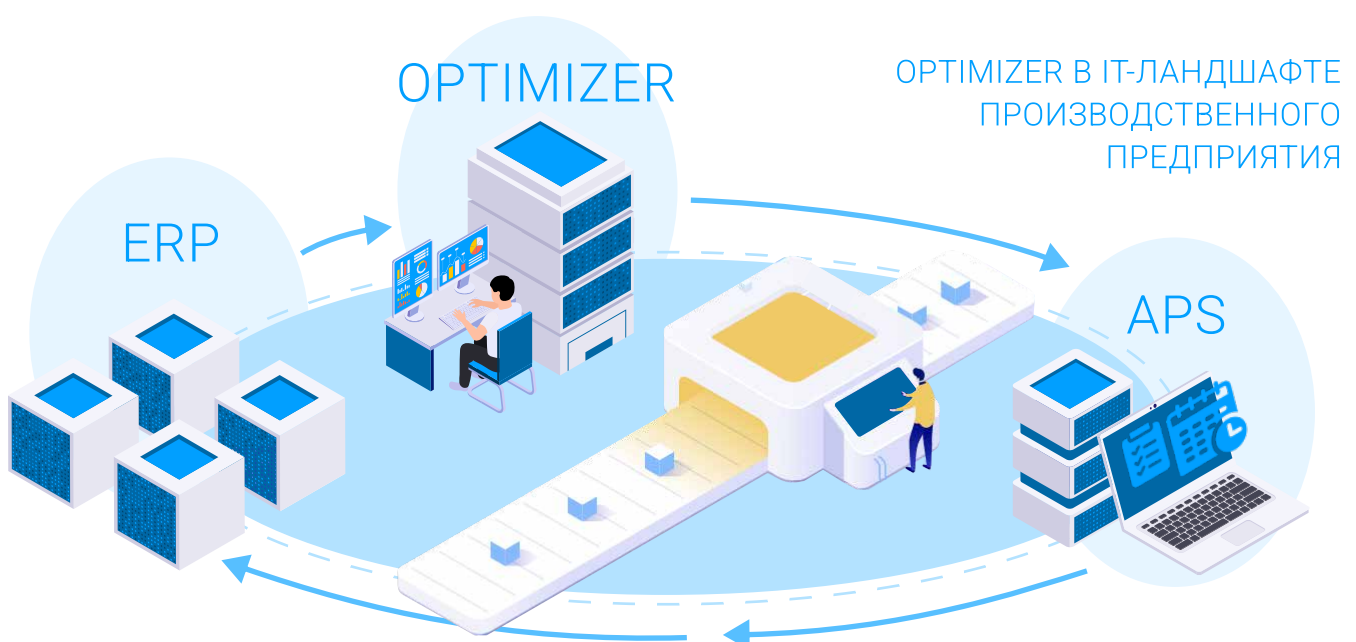 OPTIMIZER
OPTIMIZER В IT-ЛАНДШАФТЕ
ПРОИЗВОДСТВЕННОГО
ПРЕДПРИЯТИЯ
ERP
APS